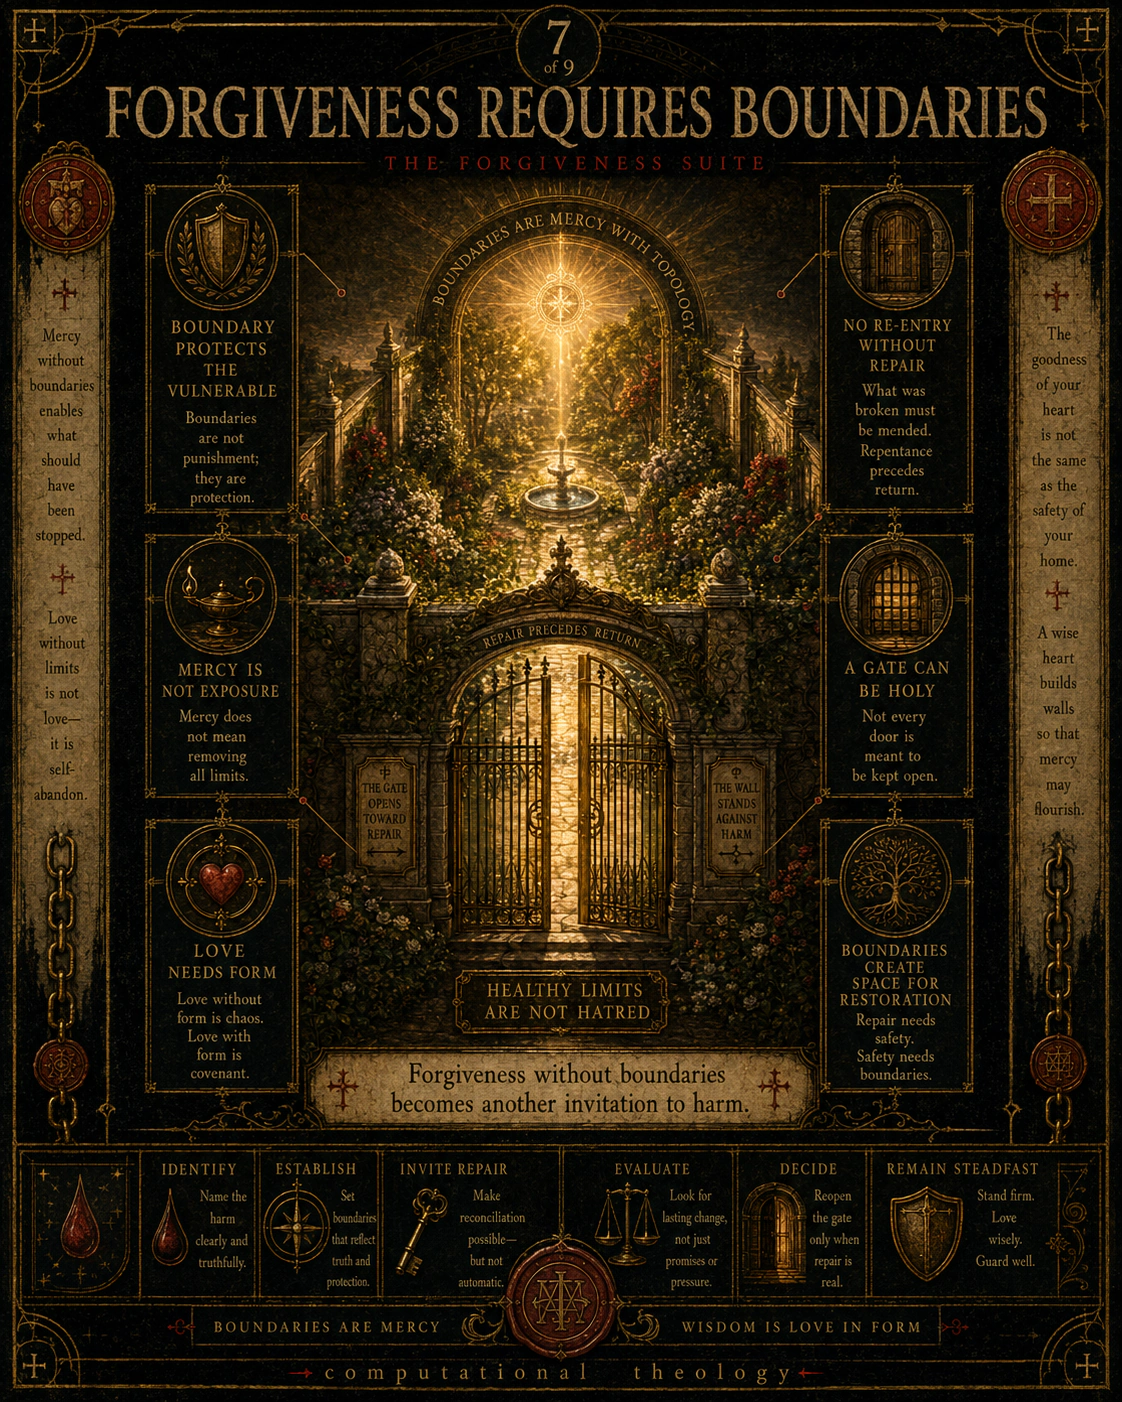 7
of 9
FORGIVENESS REQUIRES BOUNDARIES
THE FORGIVENESS SUITE
Mercy
without
boundaries
enables
what
should
have
been
stopped.
Love
without
limits
is not
love—
it is
self-
abandon.
BOUNDARY
PROTECTS
THE
VULNERABLE
Boundaries
are not
punishment;
they are
protection.
MERCY IS
NOT EXPOSURE
Mercy does
not mean
removing
all limits.
LOVE
NEEDS FORM
Love without
form is chaos.
Love with
form is
covenant.
BOUNDARIES ARE MERCY WITH TOPOLOGY
REPAIR PRECEDES RETURN
THE GATE
OPENS
TOWARD
REPAIR
THE WALL
STANDS
AGAINST
HARM
HEALTHY LIMITS
ARE NOT HATRED
Forgiveness without boundaries
becomes another invitation to harm.
NO RE-ENTRY
WITHOUT
REPAIR
What was
broken must
be mended.
Repentance
precedes
return.
A GATE CAN
BE HOLY
Not every
door is
meant to
be kept open.
BOUNDARIES
CREATE
SPACE FOR
RESTORATION
Repair needs
safety.
Safety needs
boundaries.
The
goodness
of your
heart
is not
the same
as the
safety of
your
home.
A wise
heart
builds
walls
so that
mercy
may
flourish.
IDENTIFY
Name the
harm
clearly and
truthfully.
ESTABLISH
Set
boundaries
that reflect
truth and
protection.
INVITE REPAIR
Make
reconciliation
possible—
but not
automatic.
EVALUATE
Look for
lasting change,
not just
promises or
pressure.
DECIDE
Reopen
the gate
only when
repair is
real.
REMAIN STEADFAST
Stand firm.
Love
wisely.
Guard well.
BOUNDARIES ARE MERCY
WISDOM IS LOVE IN FORM
computational theology